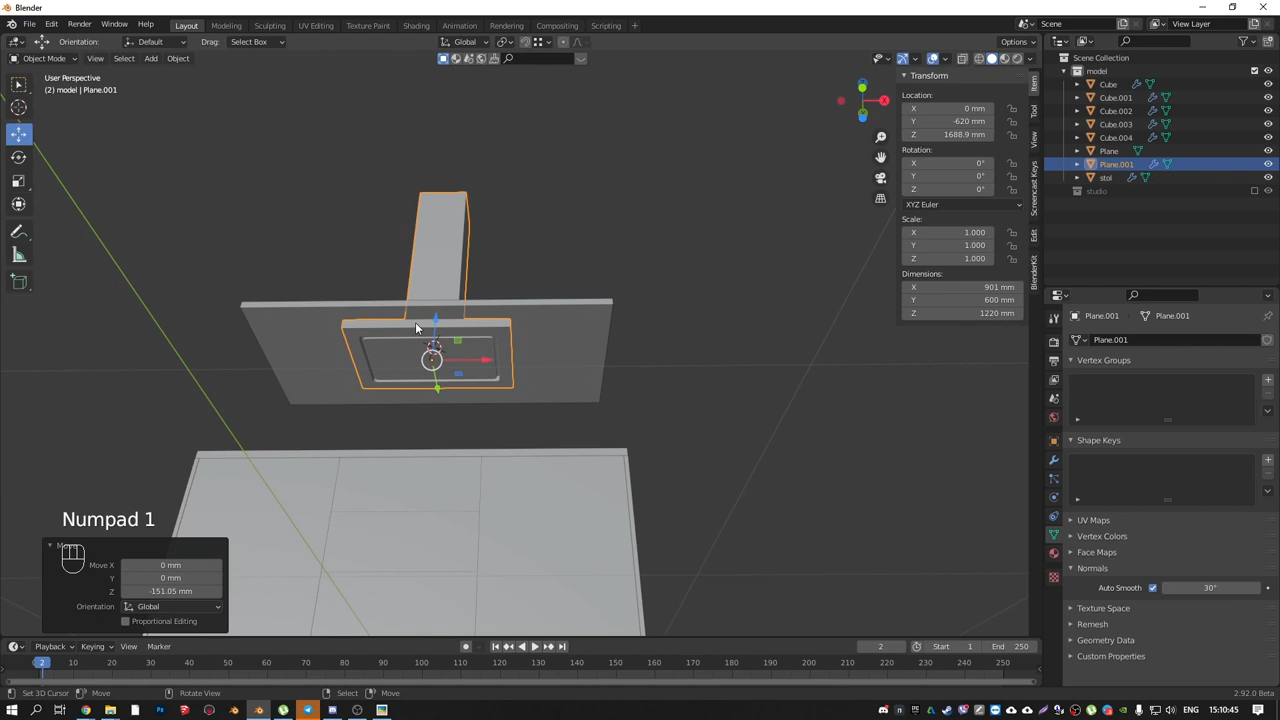 Blender
File Edit Render Window Help Layout Modeling Sculpting UV Editing Texture Paint Shading Animation Rendering Compositing Scripting + Scene View Layer
Orientation: Default Drag: Select Box Global Options
Object Mode View Select Add Object
User Perspective
(2) model | Plane.001
Transform
Location:
X 0 mm
Y -620 mm
Z 1688.9 mm
Rotation:
X 0°
Y 0°
Z 0°
XYZ Euler
Scale:
X 1.000
Y 1.000
Z 1.000
Dimensions:
X 901 mm
Y 600 mm
Z 1220 mm
Item
Tool
View
Screencast Keys
Edit
BlenderKit
X
Scene Collection
model
Cube
Cube.001
Cube.002
Cube.003
Cube.004
Plane
Plane.001
stol
studio
Plane.001 Plane.001
Plane.001
Vertex Groups
Shape Keys
UV Maps
Vertex Colors
Face Maps
Normals
Auto Smooth 30°
Texture Space
Remesh
Geometry Data
Custom Properties
Numpad 1
Move X 0 mm
Y 0 mm
Z -151.05 mm
Orientation Global
Proportional Editing
Playback Keying View Marker 2 Start 1 End 250
2 10 20 30 40 50 60 70 80 90 100 110 120 130 140 150 160 170 180 190 200 210 220 230 240 250
Set 3D Cursor Move Rotate View Select Move 2.92.0 Beta
ENG 15:10:45